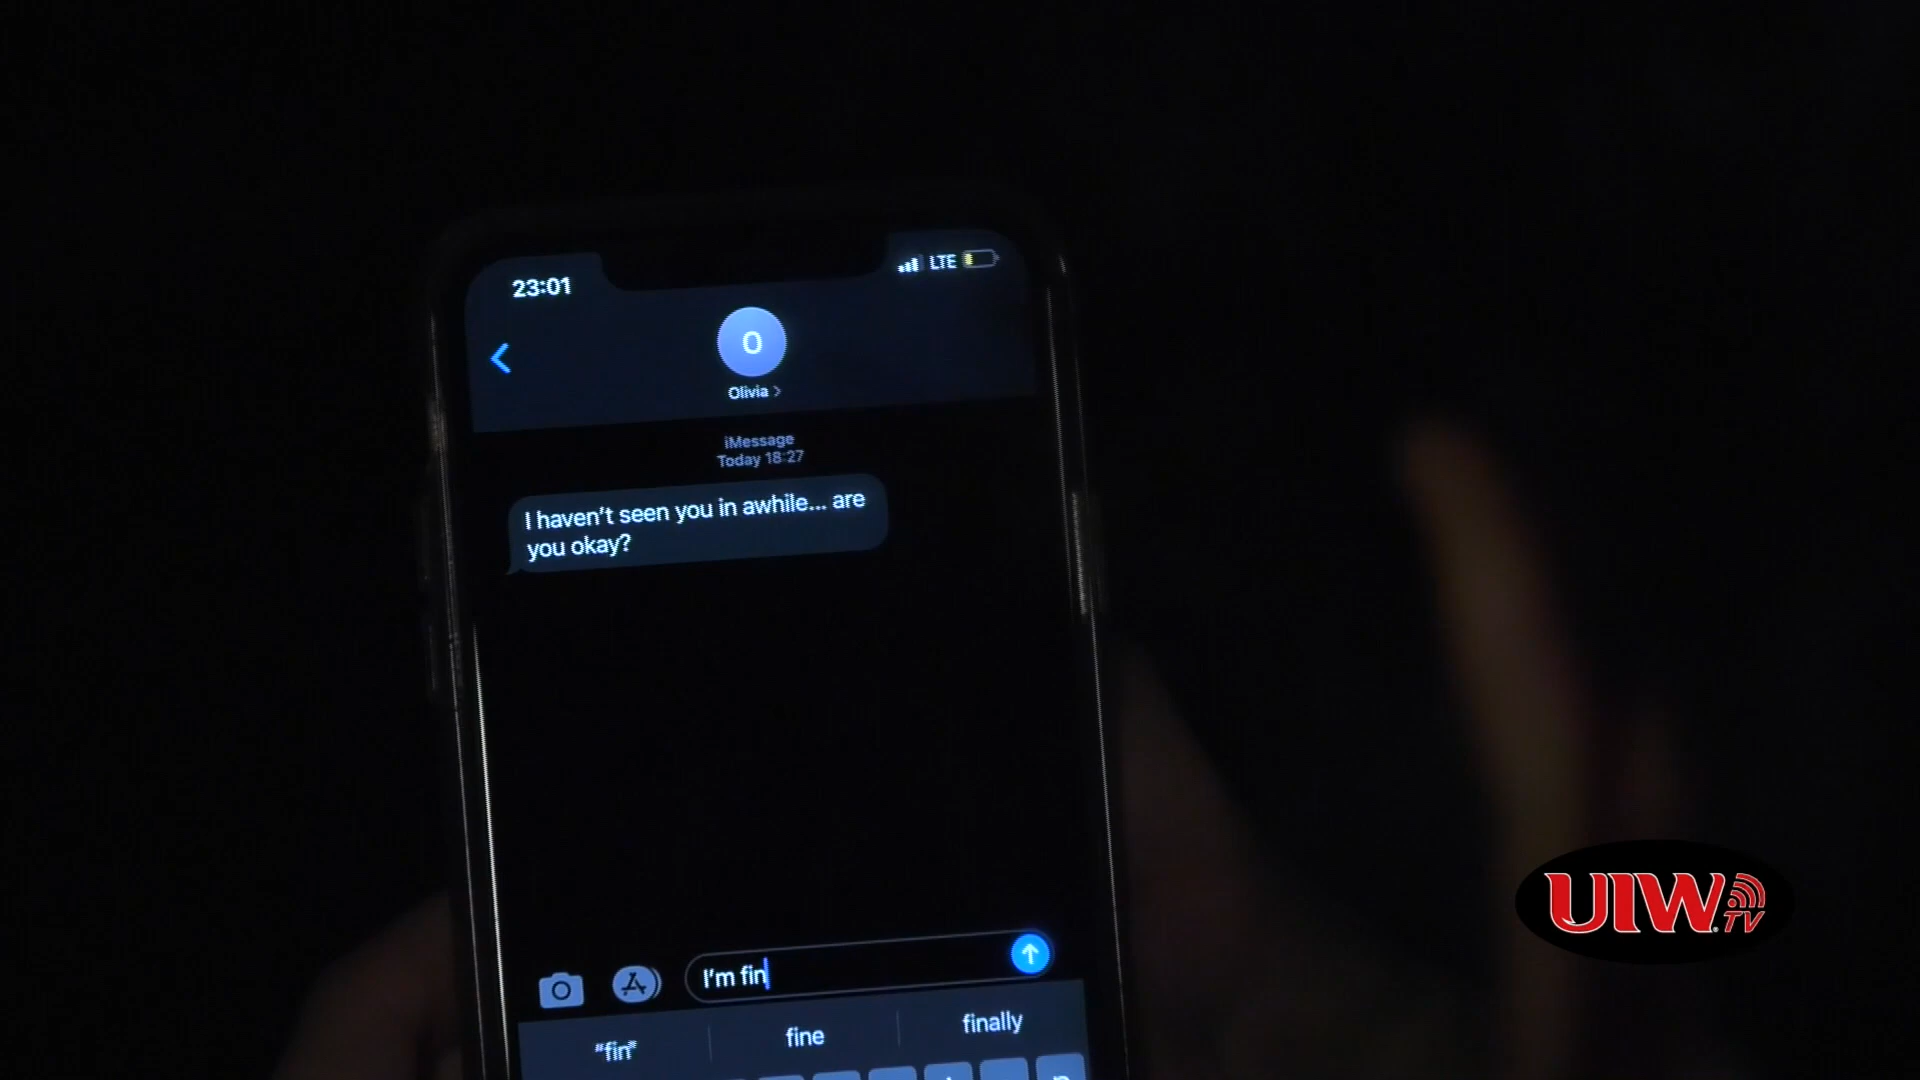 23:01
LTE
O
Olivia >
iMessage
Today 18:27
I haven't seen you in awhile... are
you okay?
I'm fin
"fin" fine finally
UIW.TV